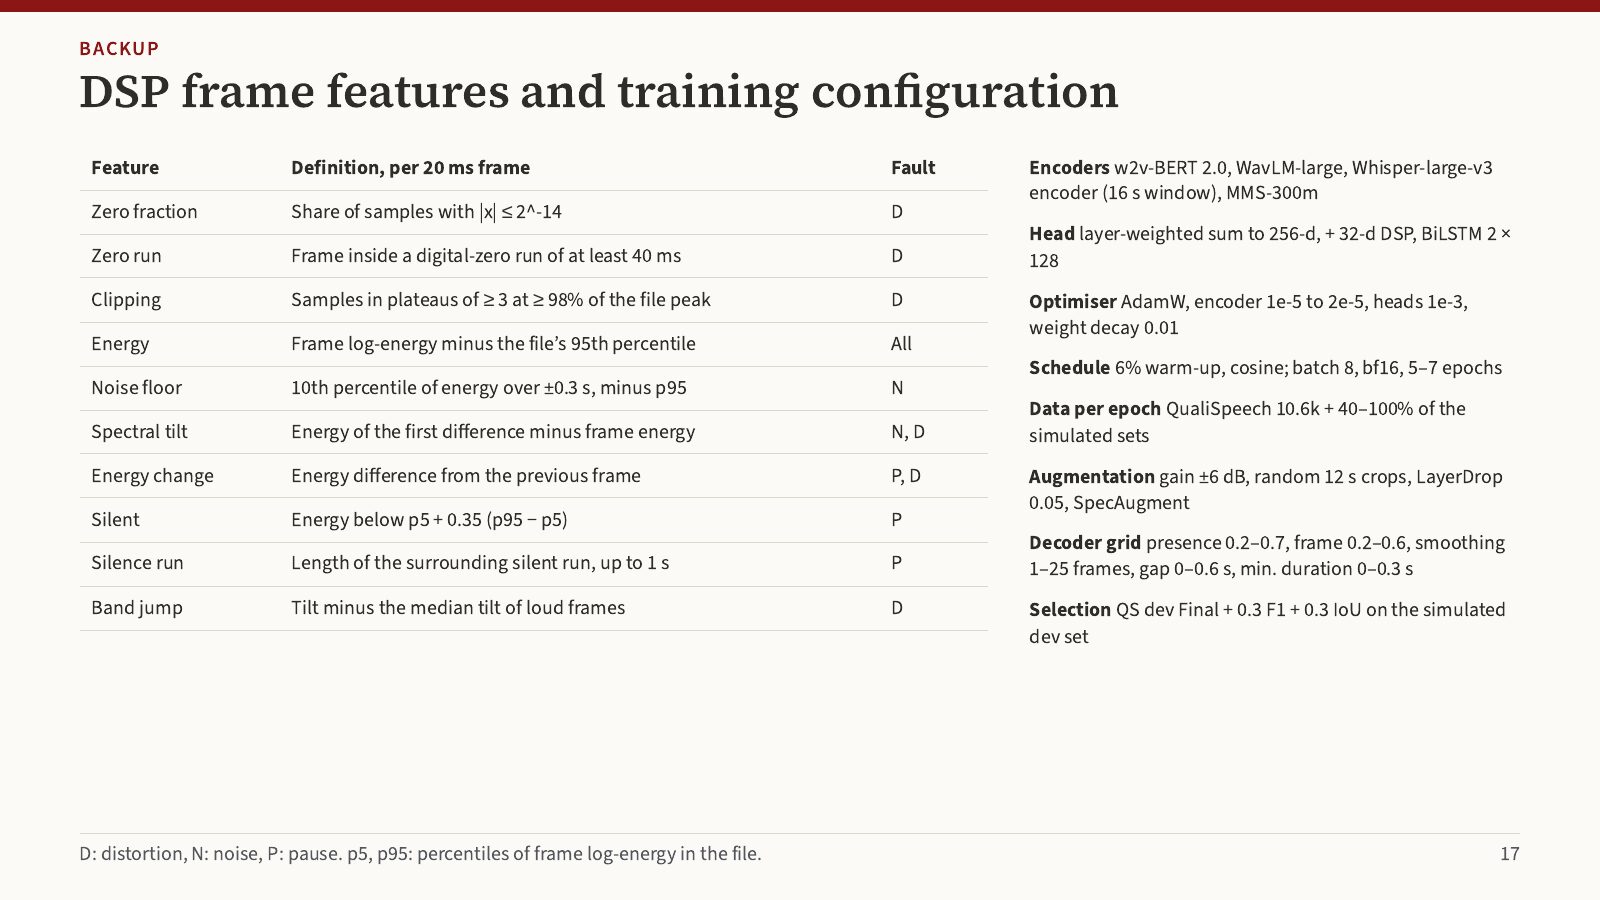 BACKUP
DSP frame features and training configuration
Feature Definition, per 20 ms frame Fault
Zero fraction Share of samples with |x| ≤ 2^-14 D
Zero run Frame inside a digital-zero run of at least 40 ms D
Clipping Samples in plateaus of ≥ 3 at ≥ 98% of the file peak D
Energy Frame log-energy minus the file’s 95th percentile All
Noise floor 10th percentile of energy over ±0.3 s, minus p95 N
Spectral tilt Energy of the first difference minus frame energy N, D
Energy change Energy difference from the previous frame P, D
Silent Energy below p5 + 0.35 (p95 − p5) P
Silence run Length of the surrounding silent run, up to 1 s P
Band jump Tilt minus the median tilt of loud frames D
Encoders w2v-BERT 2.0, WavLM-large, Whisper-large-v3
encoder (16 s window), MMS-300m
Head layer-weighted sum to 256-d, + 32-d DSP, BiLSTM 2 ×
128
Optimiser AdamW, encoder 1e-5 to 2e-5, heads 1e-3,
weight decay 0.01
Schedule 6% warm-up, cosine; batch 8, bf16, 5–7 epochs
Data per epoch QualiSpeech 10.6k + 40–100% of the
simulated sets
Augmentation gain ±6 dB, random 12 s crops, LayerDrop
0.05, SpecAugment
Decoder grid presence 0.2–0.7, frame 0.2–0.6, smoothing
1–25 frames, gap 0–0.6 s, min. duration 0–0.3 s
Selection QS dev Final + 0.3 F1 + 0.3 IoU on the simulated
dev set
D: distortion, N: noise, P: pause. p5, p95: percentiles of frame log-energy in the file.
17